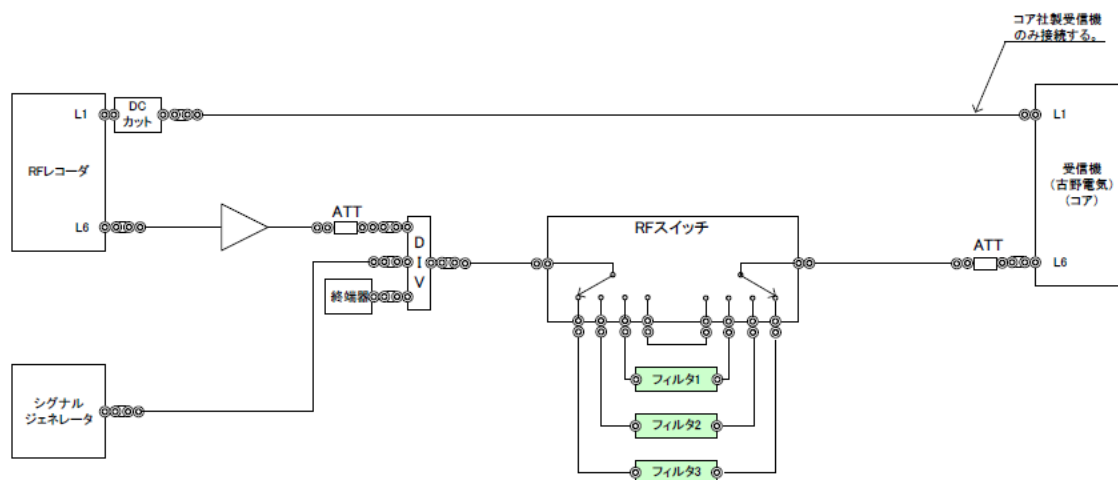 コア社製受信機
のみ接続する。
L1
DC
カット
L1
RFレコーダ
受信機
(古野電気)
(コア)
L6
ATT
D
I
V
RFスイッチ
ATT
L6
終端器
シグナル
ジェネレータ
フィルタ1
フィルタ2
フィルタ3